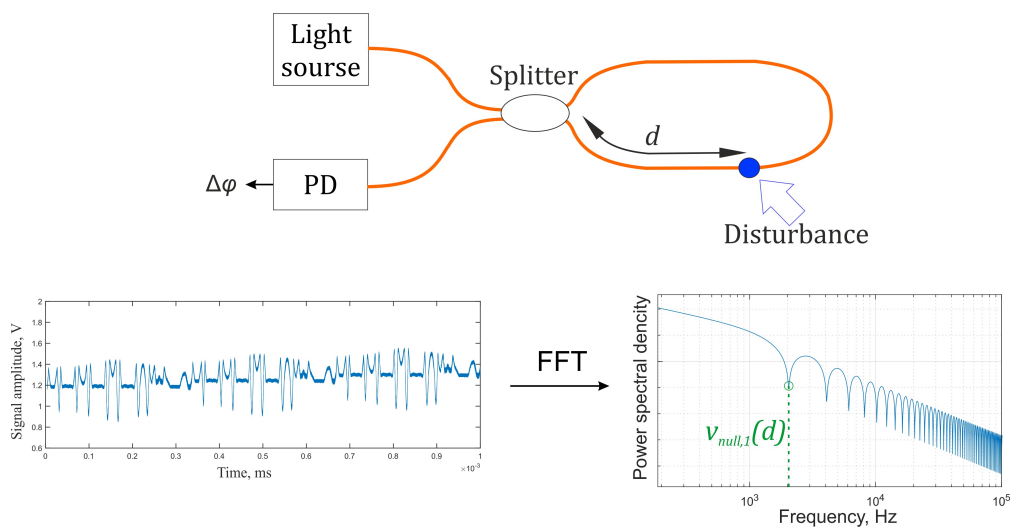 Light
sourse
Splitter
d
Δφ
PD
Disturbance
Signal amplitude, V
2
1.8
1.6
1.4
1.2
1
0.8
0.6
0 0.1 0.2 0.3 0.4 0.5 0.6 0.7 0.8 0.9 1
×10⁻³
Time, ms
FFT
Power spectral dencity
ν_null,1(d)
10³ 10⁴ 10⁵
Frequency, Hz